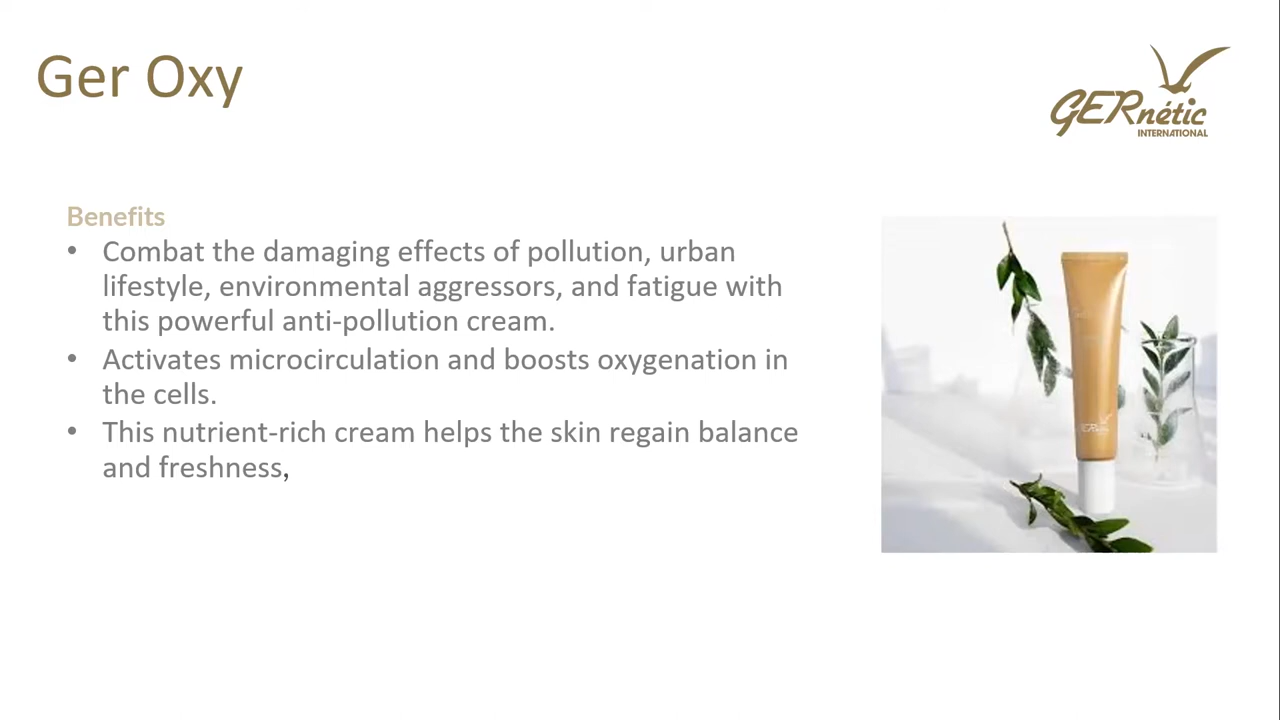 Ger Oxy
GERnétic
INTERNATIONAL
Benefits
• Combat the damaging effects of pollution, urban
lifestyle, environmental aggressors, and fatigue with
this powerful anti-pollution cream.
• Activates microcirculation and boosts oxygenation in
the cells.
• This nutrient-rich cream helps the skin regain balance
and freshness,